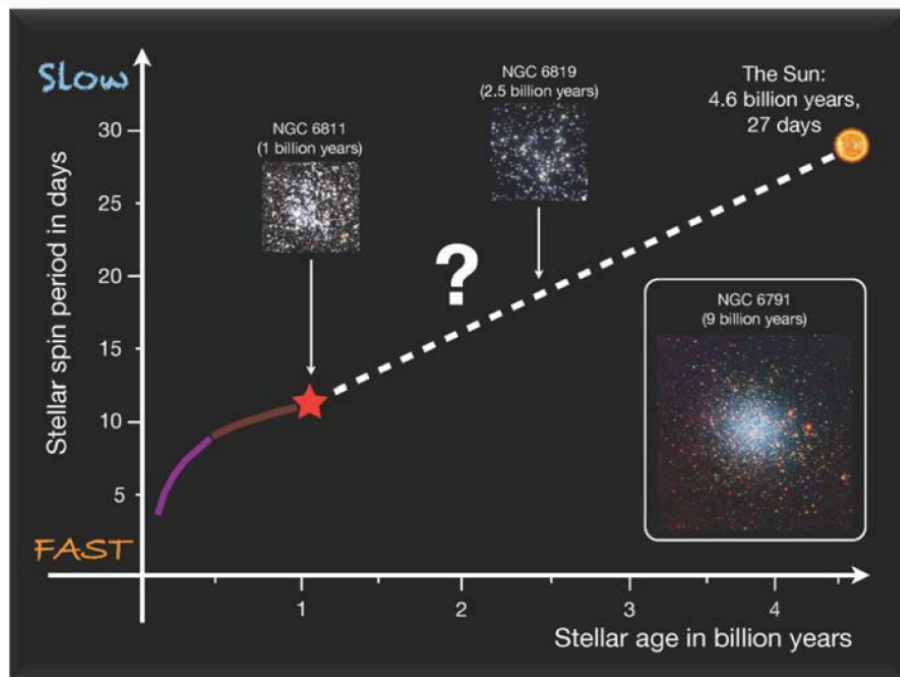 SLOW
NGC 6819
(2.5 billion years)
The Sun:
4.6 billion years,
27 days
NGC 6811
(1 billion years)
30
25
20
15
10
5
Stellar spin period in days
?
NGC 6791
(9 billion years)
FAST
1
2
3
4
Stellar age in billion years